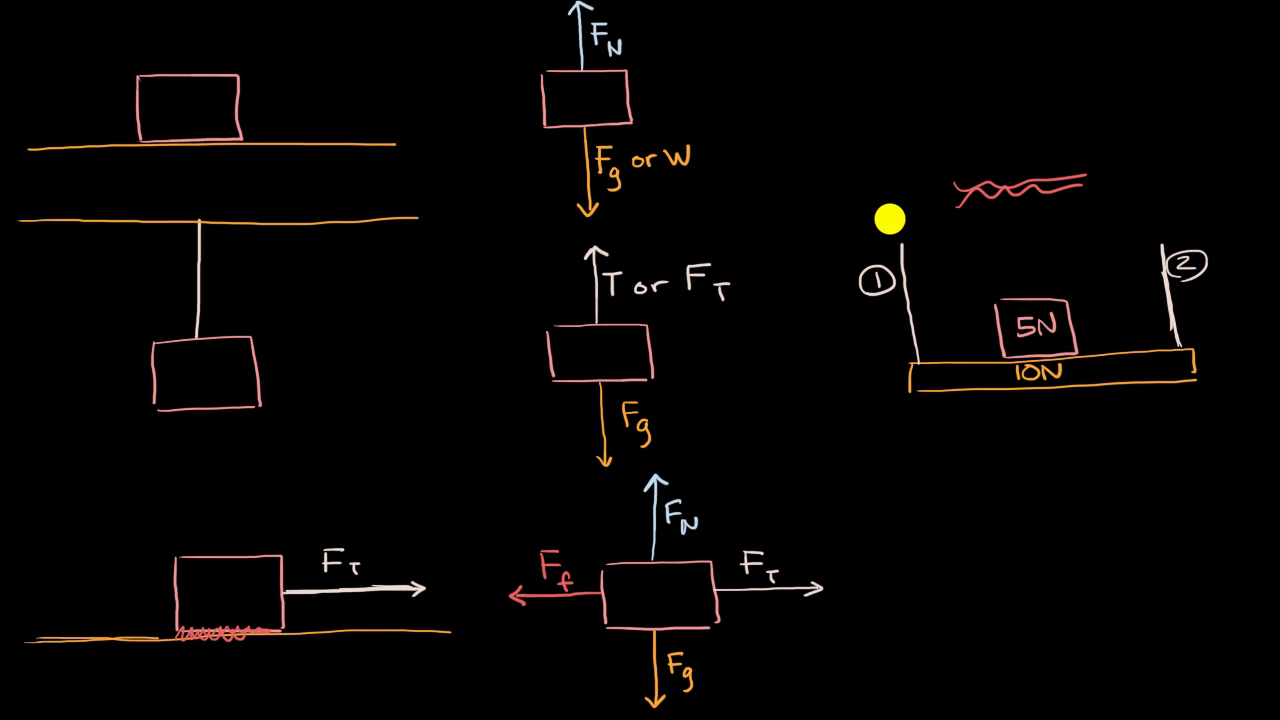 F_N
F_g or W
T or F_T
F_g
F_T
F_N
F_f
F_T
F_g
①
②
5N
10N